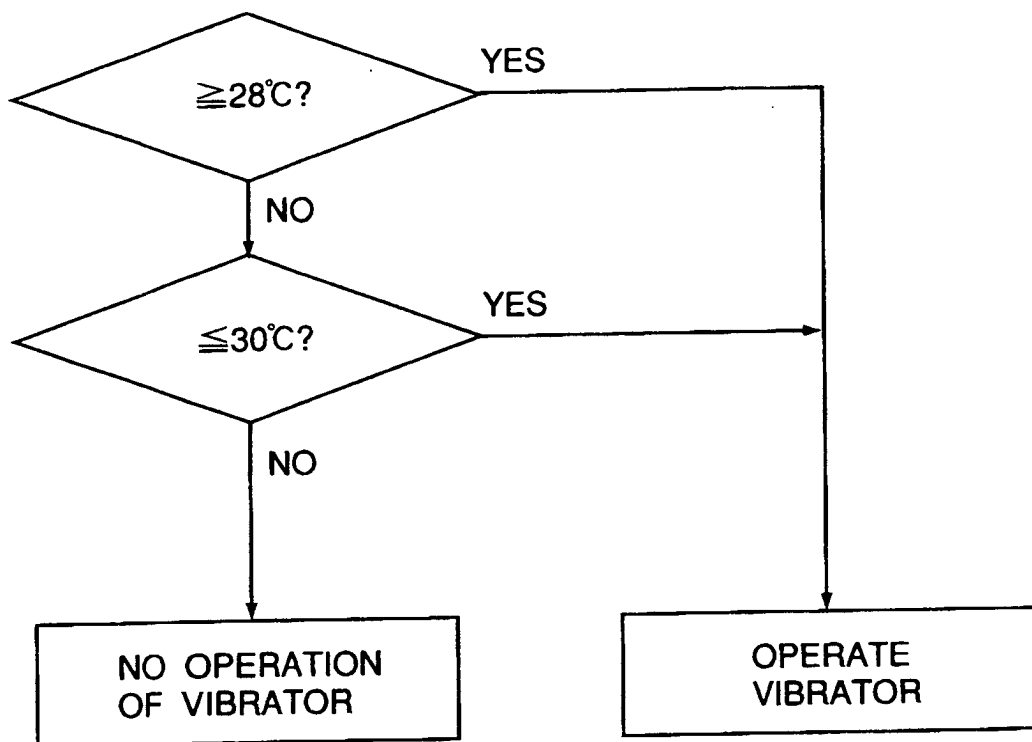 ≧28°C?
YES
NO
≦30°C?
YES
NO
NO OPERATION
OF VIBRATOR
OPERATE
VIBRATOR